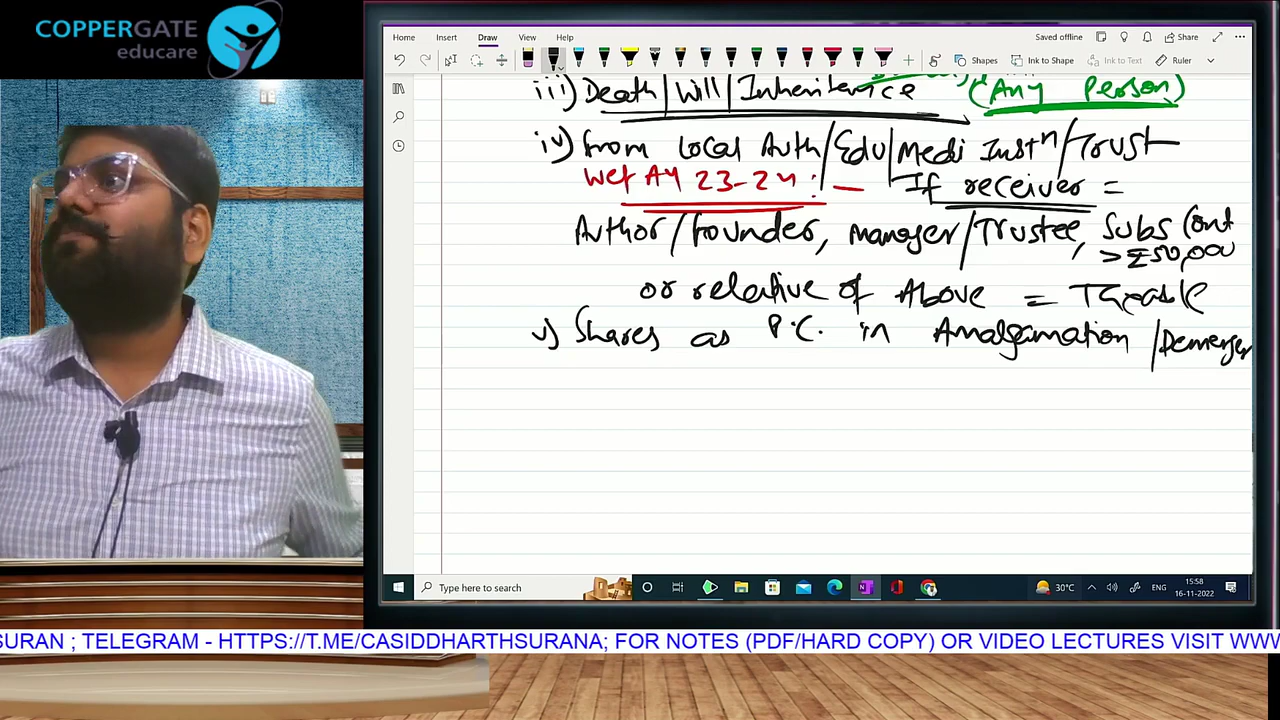 COPPERGATE
educare
Home Insert Draw View Help
Saved offline
Share
Shapes Ink to Shape Ink to Text Ruler
iii) Death/Will/Inheritence (Any Person)
iv) From Local Auth/Edu/Medi Instn/Trust
Wef AY 23-24: — If receiver =
Author/Founder, Manager/Trustee, Subs Cont
>₹50,000
or relative of Above = Taxable
v) Shares as P.C. in Amalgamation /Demerger
Type here to search
30°C
ENG
15:58
16-11-2022
SURAN ; TELEGRAM - HTTPS://T.ME/CASIDDHARTHSURANA; FOR NOTES (PDF/HARD COPY) OR VIDEO LECTURES VISIT WWW